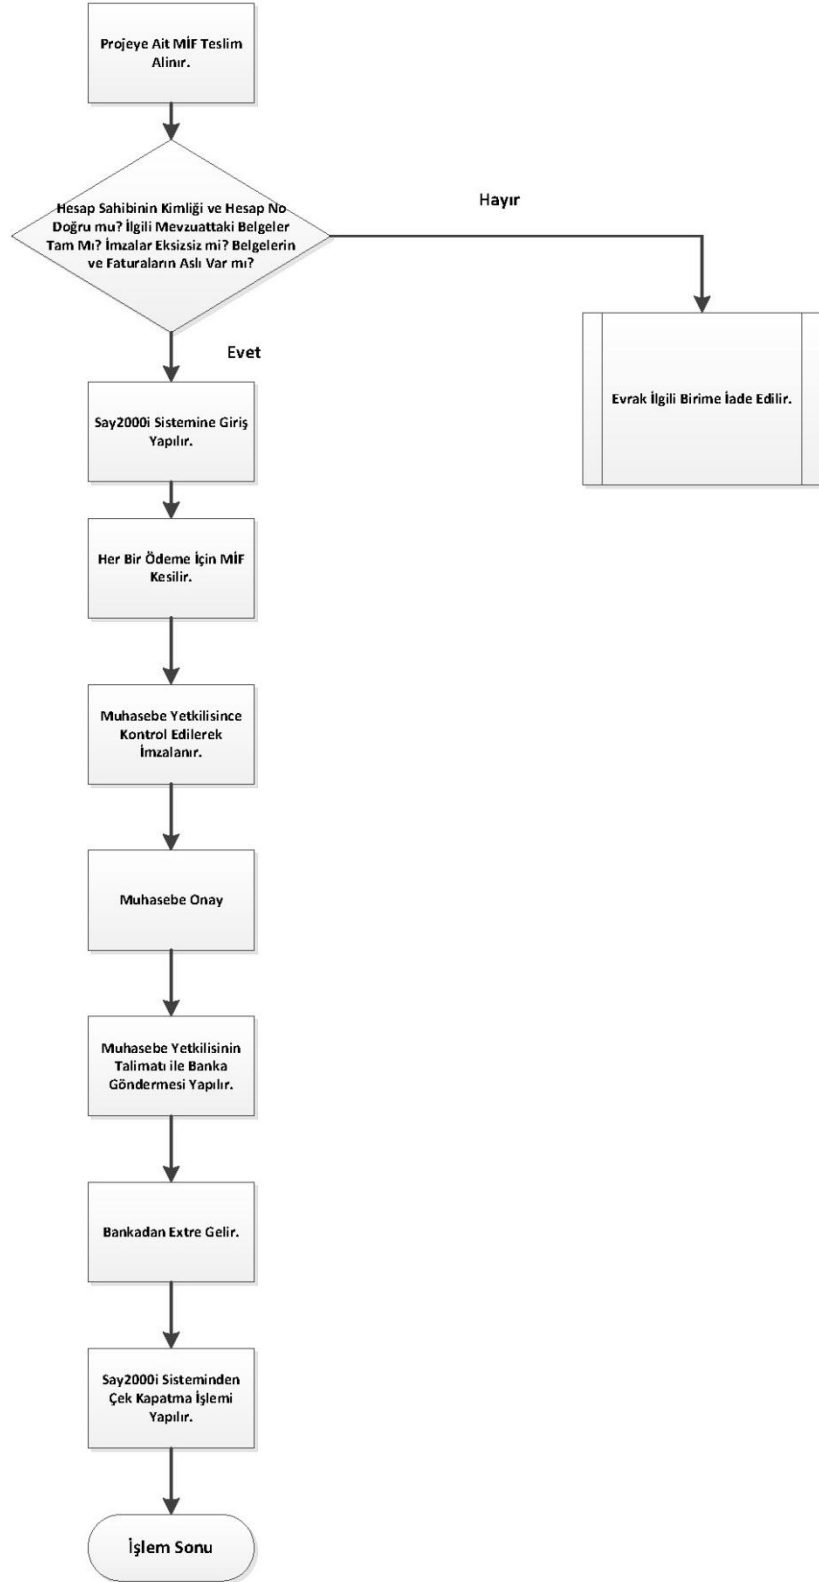 Projeye Ait MİF Teslim
Alinır.
Hesap Sahibinin Kimliği ve Hesap No
Doğru mu? İlgili Mevzuattaki Belgeler
Tam Mı? İmzalar Eksizsiz mi? Belgelerin
ve Faturaların Aslı Var mı?
Hayır
Evet
Evrak İlgili Birime İade Edilir.
Say2000i Sistemine Giriş
Yapılır.
Her Bir Ödeme İçin MİF
Kesilir.
Muhasebe Yetkilisince
Kontrol Edilerek
İmzalanır.
Muhasebe Onay
Muhasebe Yetkilisinin
Talimatı ile Banka
Göndermesi Yapılır.
Bankadan Extre Gelir.
Say2000i Sisteminden
Çek Kapatma İşlemi
Yapılır.
İşlem Sonu